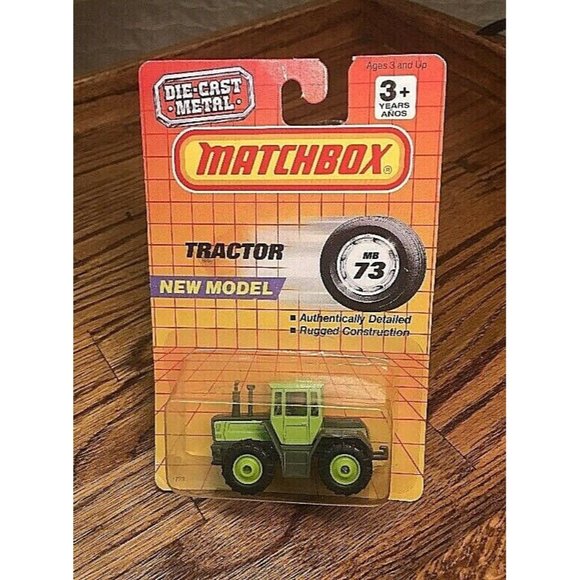 DIE-CAST
METAL
Ages 3 and Up
3+
YEARS
AÑOS
MATCHBOX
®
TRACTOR
MB
73
NEW MODEL
■ Authentically Detailed
■ Rugged Construction